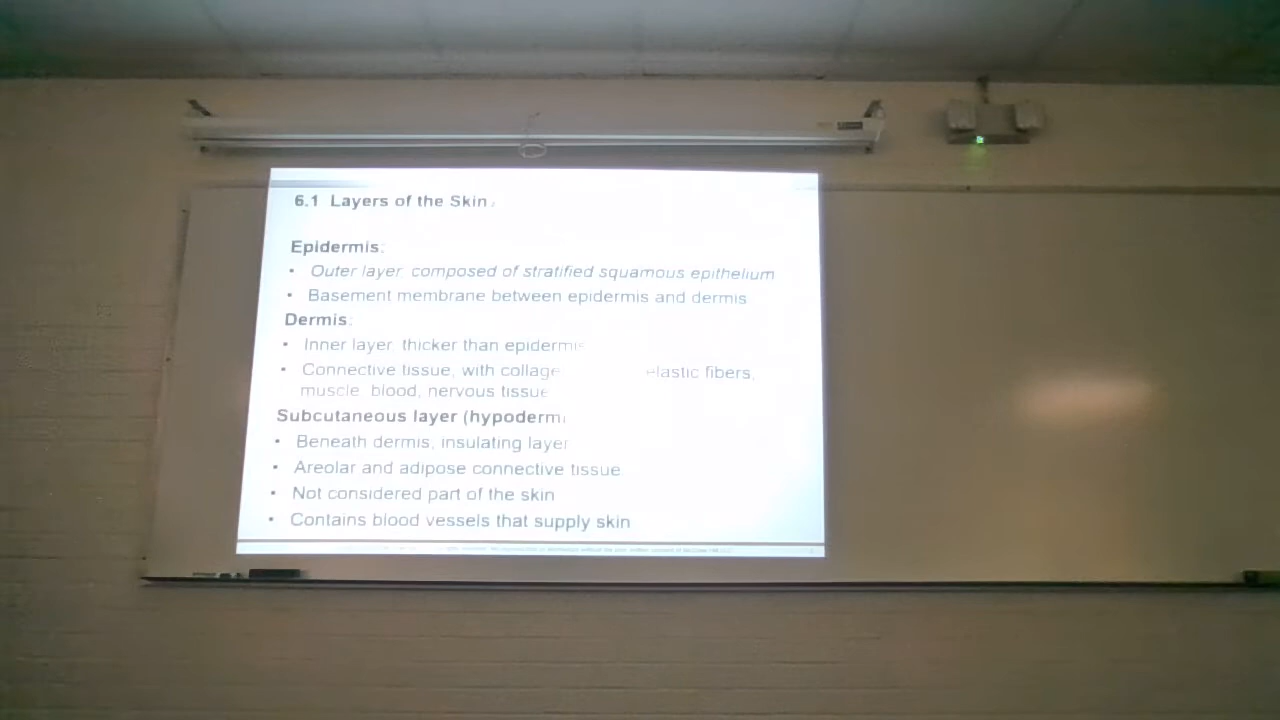 6.1 Layers of the Skin
Epidermis:
• Outer layer, composed of stratified squamous epithelium
• Basement membrane between epidermis and dermis
Dermis:
• Inner layer, thicker than epidermis
• Connective tissue, with collage elastic fibers,
muscle, blood, nervous tissue
Subcutaneous layer (hypodermi
• Beneath dermis, insulating layer
• Areolar and adipose connective tissue
• Not considered part of the skin
• Contains blood vessels that supply skin